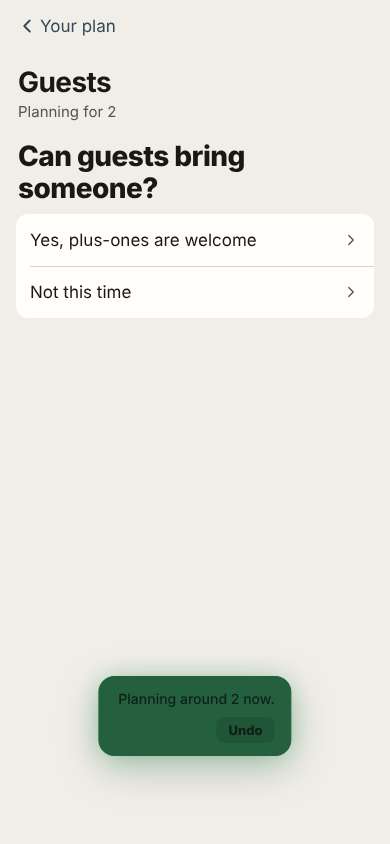 Your plan
Guests
Planning for 2
Can guests bring
someone?
Yes, plus-ones are welcome
Not this time
Planning around 2 now.
Undo